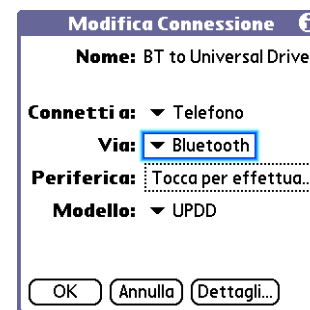 Modifica Connessione
Nome: BT to Universal Drive
Connetti a: Telefono
Via: Bluetooth
Periferica: Tocca per effettua...
Modello: UPDD
OK Annulla Dettagli...